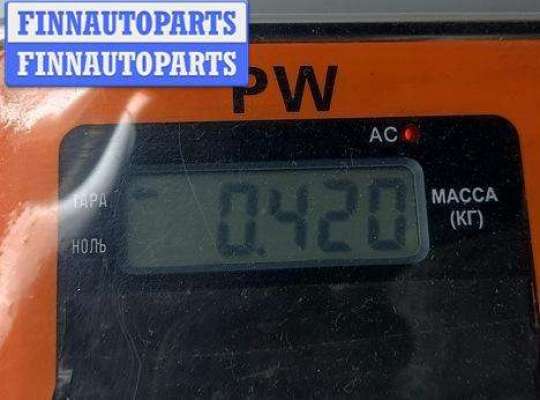 FINNAUTOPARTS
FINNAUTOPARTS
PW
AC
ТАРА
0.420
МАССА
(КГ)
НОЛЬ